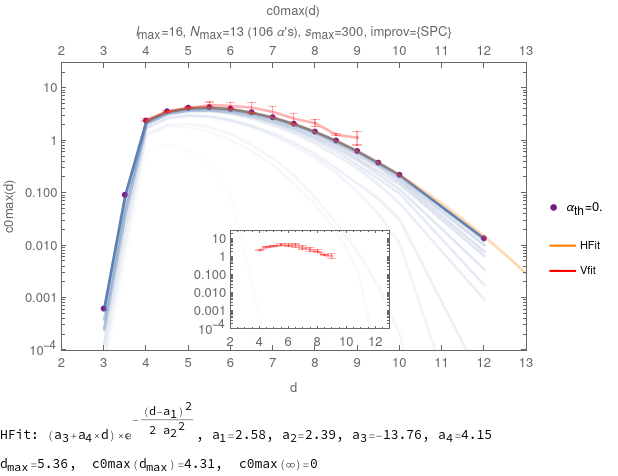 c0max(d)
lmax=16, Nmax=13 (106 α's), smax=300, improv={SPC}
2 3 4 5 6 7 8 9 10 11 12 13
10
1
0.100
0.010
0.001
10^-4
c0max(d)
10
1
0.100
0.010
0.001
10^-4
2 4 6 8 10 12
2 3 4 5 6 7 8 9 10 11 12 13
d
αth=0.
HFit
Vfit
HFit: (a3+a4×d)×e^-((d-a1)^2/(2 a2^2)), a1=2.58, a2=2.39, a3=-13.76, a4=4.15
dmax=5.36, c0max(dmax)=4.31, c0max(∞)=0